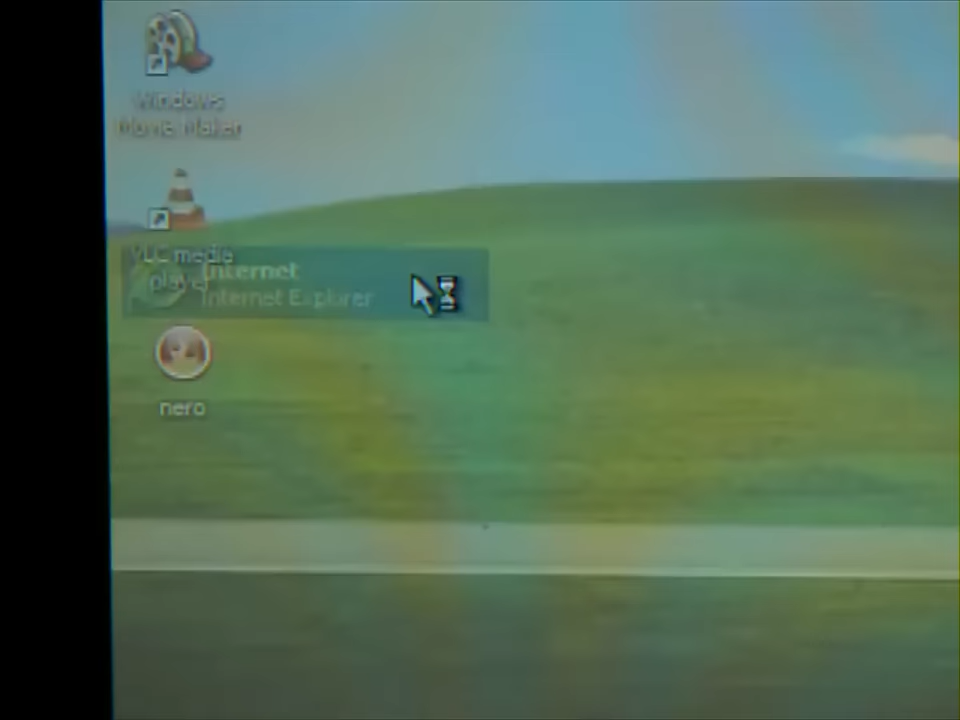 Windows
Movie Maker
VLC media
player
Internet
Internet Explorer
nero